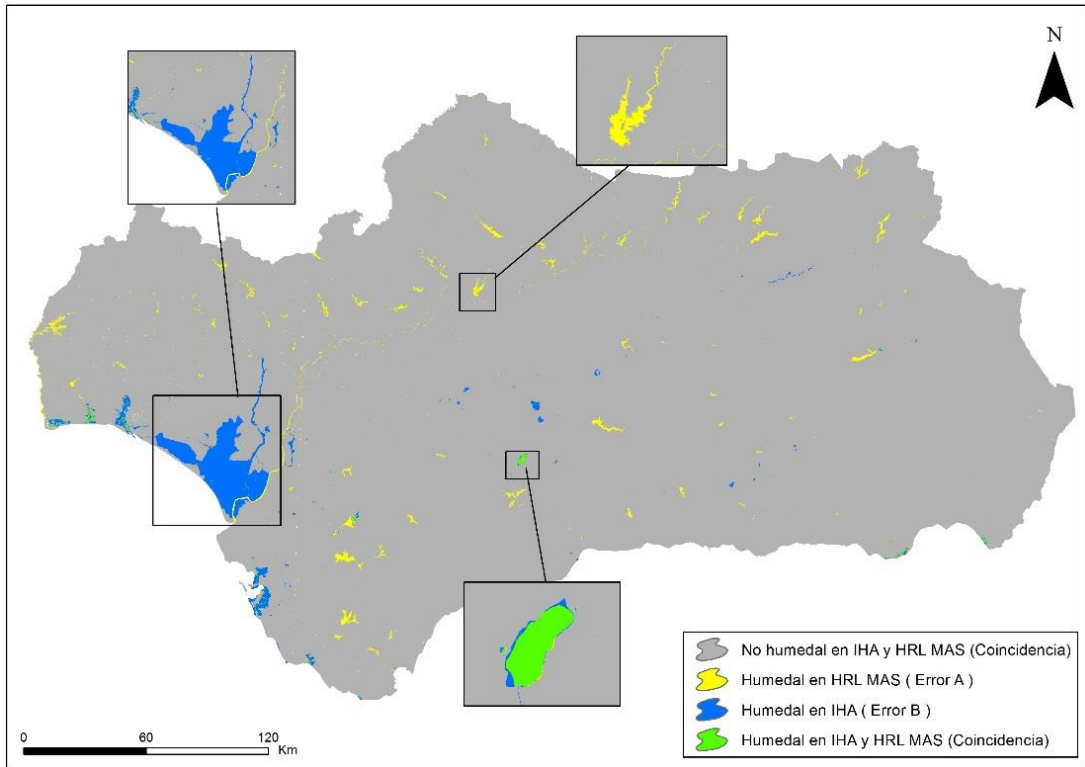 N
No humedal en IHA y HRL MAS (Coincidencia)
Humedal en HRL MAS ( Error A )
Humedal en IHA ( Error B )
Humedal en IHA y HRL MAS (Coincidencia)
0 60 120
Km